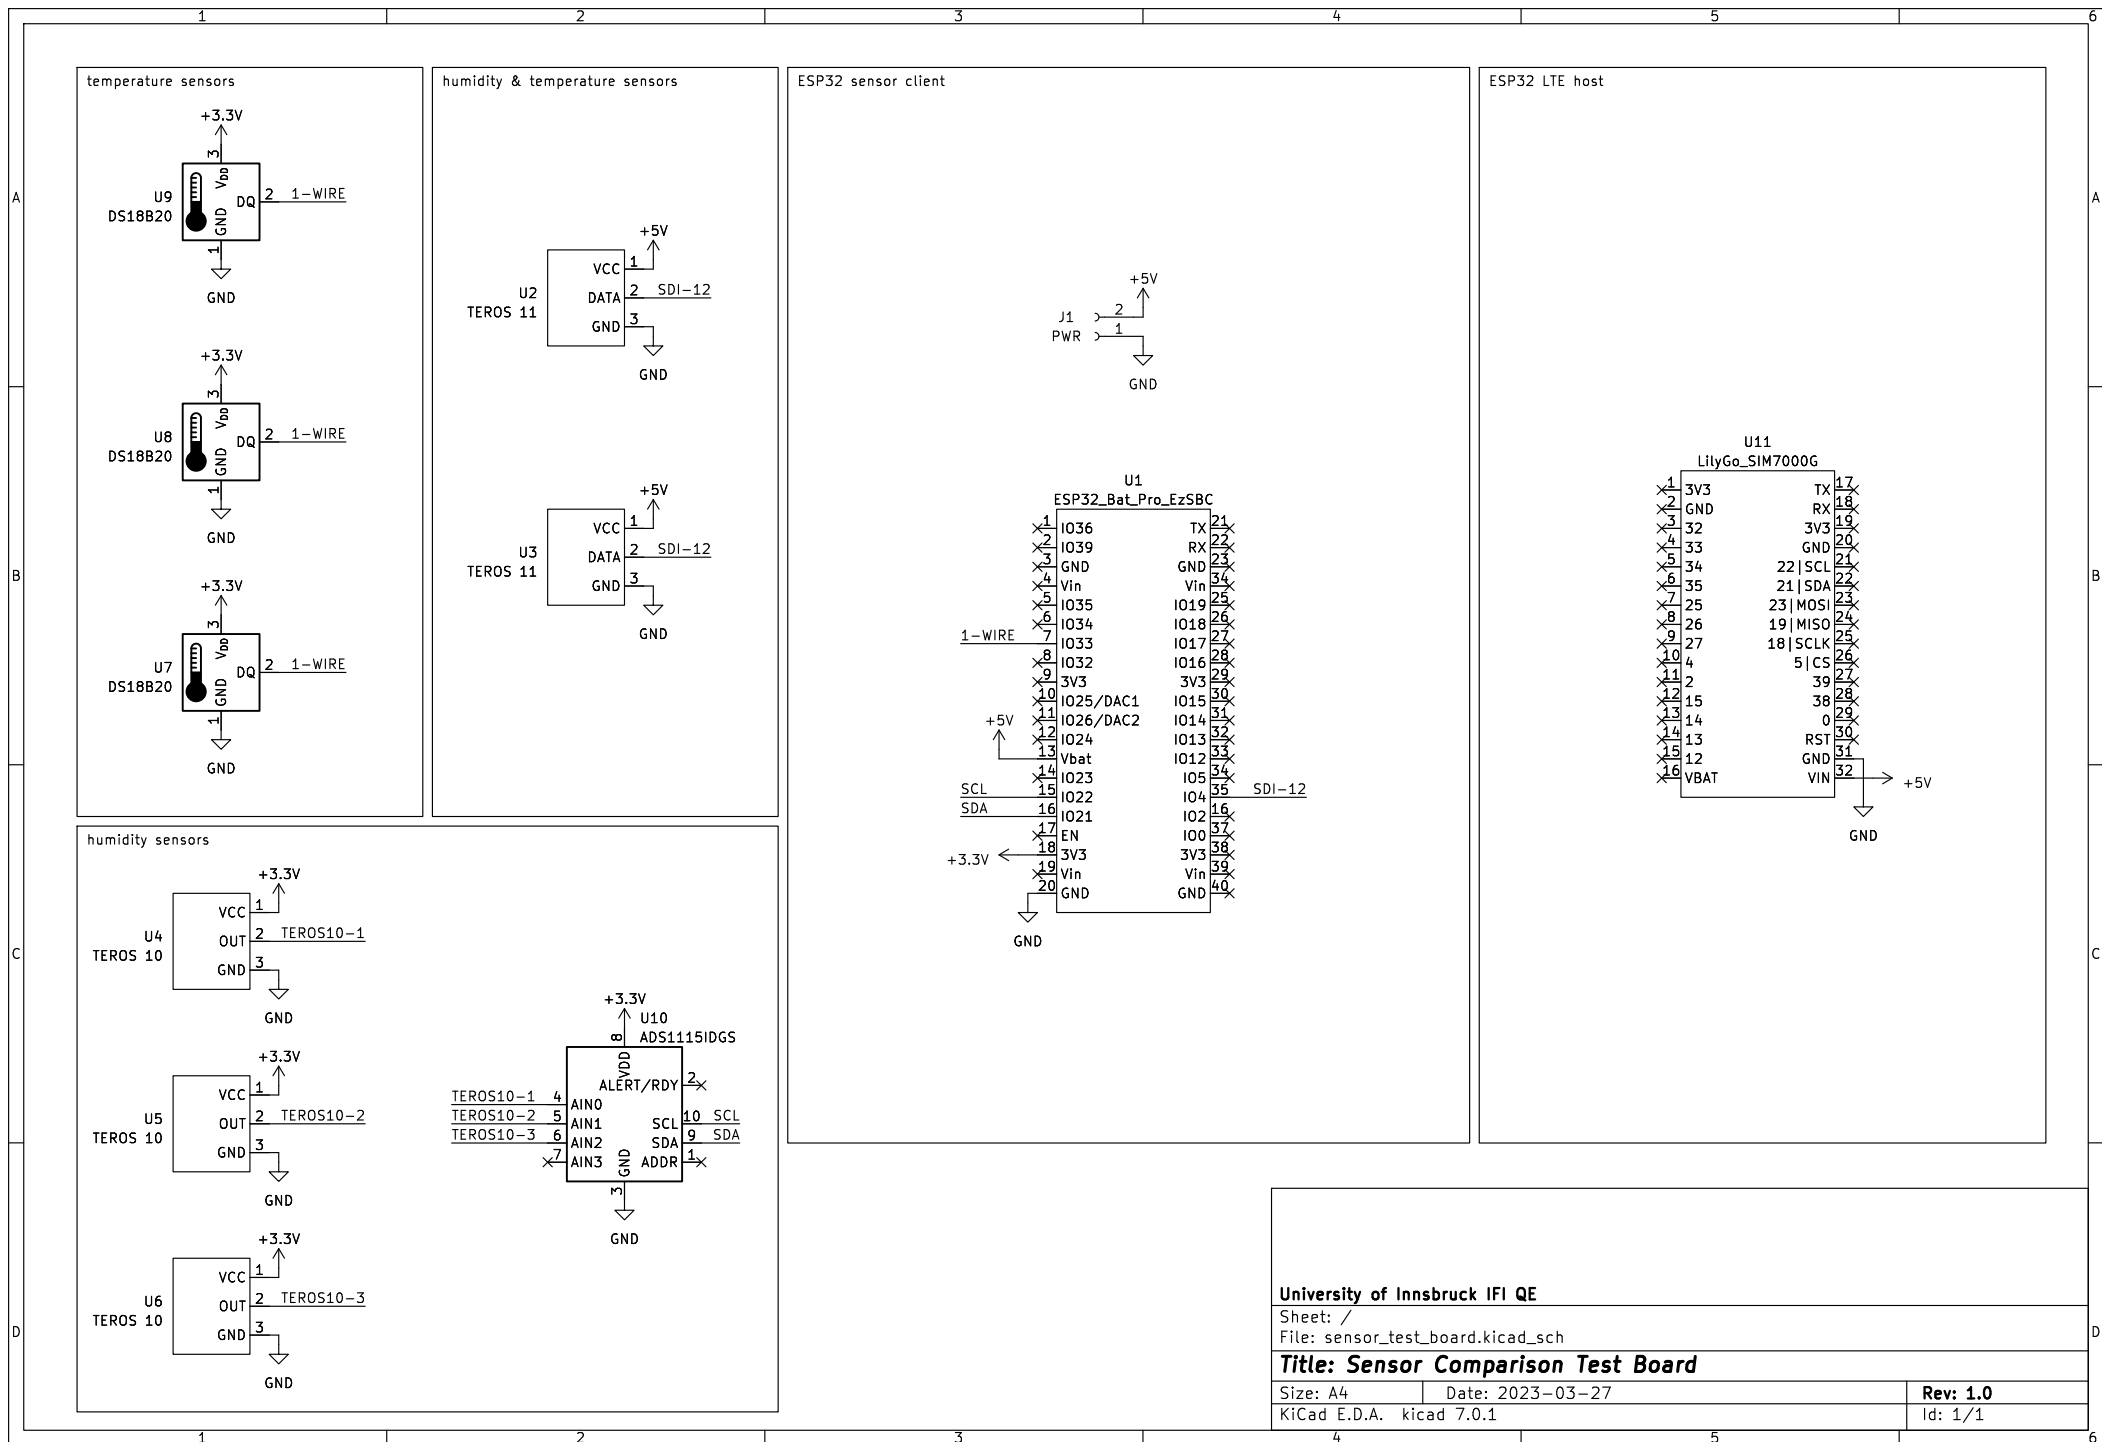 1 2 3 4 5 6
temperature sensors
+3.3V
3
VDD
U9
DS18B20
DQ 2 1-WIRE
GND
1
GND
+3.3V
3
VDD
U8
DS18B20
DQ 2 1-WIRE
GND
1
GND
+3.3V
3
VDD
U7
DS18B20
DQ 2 1-WIRE
GND
1
GND
humidity & temperature sensors
+5V
VCC 1
U2
TEROS 11
DATA 2 SDI-12
GND 3
GND
+5V
VCC 1
U3
TEROS 11
DATA 2 SDI-12
GND 3
GND
humidity sensors
+3.3V
VCC 1
U4
TEROS 10
OUT 2 TEROS10-1
GND 3
GND
+3.3V
VCC 1
U5
TEROS 10
OUT 2 TEROS10-2
GND 3
GND
+3.3V
VCC 1
U6
TEROS 10
OUT 2 TEROS10-3
GND 3
GND
+3.3V
U10
ADS1115IDGS
8
VDD
ALERT/RDY 2
TEROS10-1 4 AIN0
TEROS10-2 5 AIN1 SCL 10 SCL
TEROS10-3 6 AIN2 SDA 9 SDA
7 AIN3 GND ADDR 1
3
GND
ESP32 sensor client
+5V
J1 2
PWR 1
GND
U1
ESP32_Bat_Pro_EzSBC
1 IO36 TX 21
2 IO39 RX 22
3 GND GND 23
4 Vin Vin 34
5 IO35 IO19 25
6 IO34 IO18 26
1-WIRE 7 IO33 IO17 27
8 IO32 IO16 28
9 3V3 3V3 29
10 IO25/DAC1 IO15 30
+5V 11 IO26/DAC2 IO14 31
12 IO24 IO13 32
13 Vbat IO12 33
14 IO23 IO5 34
SCL 15 IO22 IO4 35 SDI-12
SDA 16 IO21 IO2 16
17 EN IO0 37
+3.3V 18 3V3 3V3 38
19 Vin Vin 39
20 GND GND 40
GND
ESP32 LTE host
U11
LilyGo_SIM7000G
1 3V3 TX 17
2 GND RX 18
3 32 3V3 19
4 33 GND 20
5 34 22|SCL 21
6 35 21|SDA 22
7 25 23|MOSI 23
8 26 19|MISO 24
9 27 18|SCLK 25
10 4 5|CS 26
11 2 39 27
12 15 38 28
13 14 0 29
14 13 RST 30
15 12 GND 31
16 VBAT VIN 32 +5V
GND
A A
B B
C C
D D
University of Innsbruck IFI QE
Sheet: /
File: sensor_test_board.kicad_sch
Title: Sensor Comparison Test Board
Size: A4 Date: 2023-03-27 Rev: 1.0
KiCad E.D.A. kicad 7.0.1 Id: 1/1
1 2 3 4 5 6